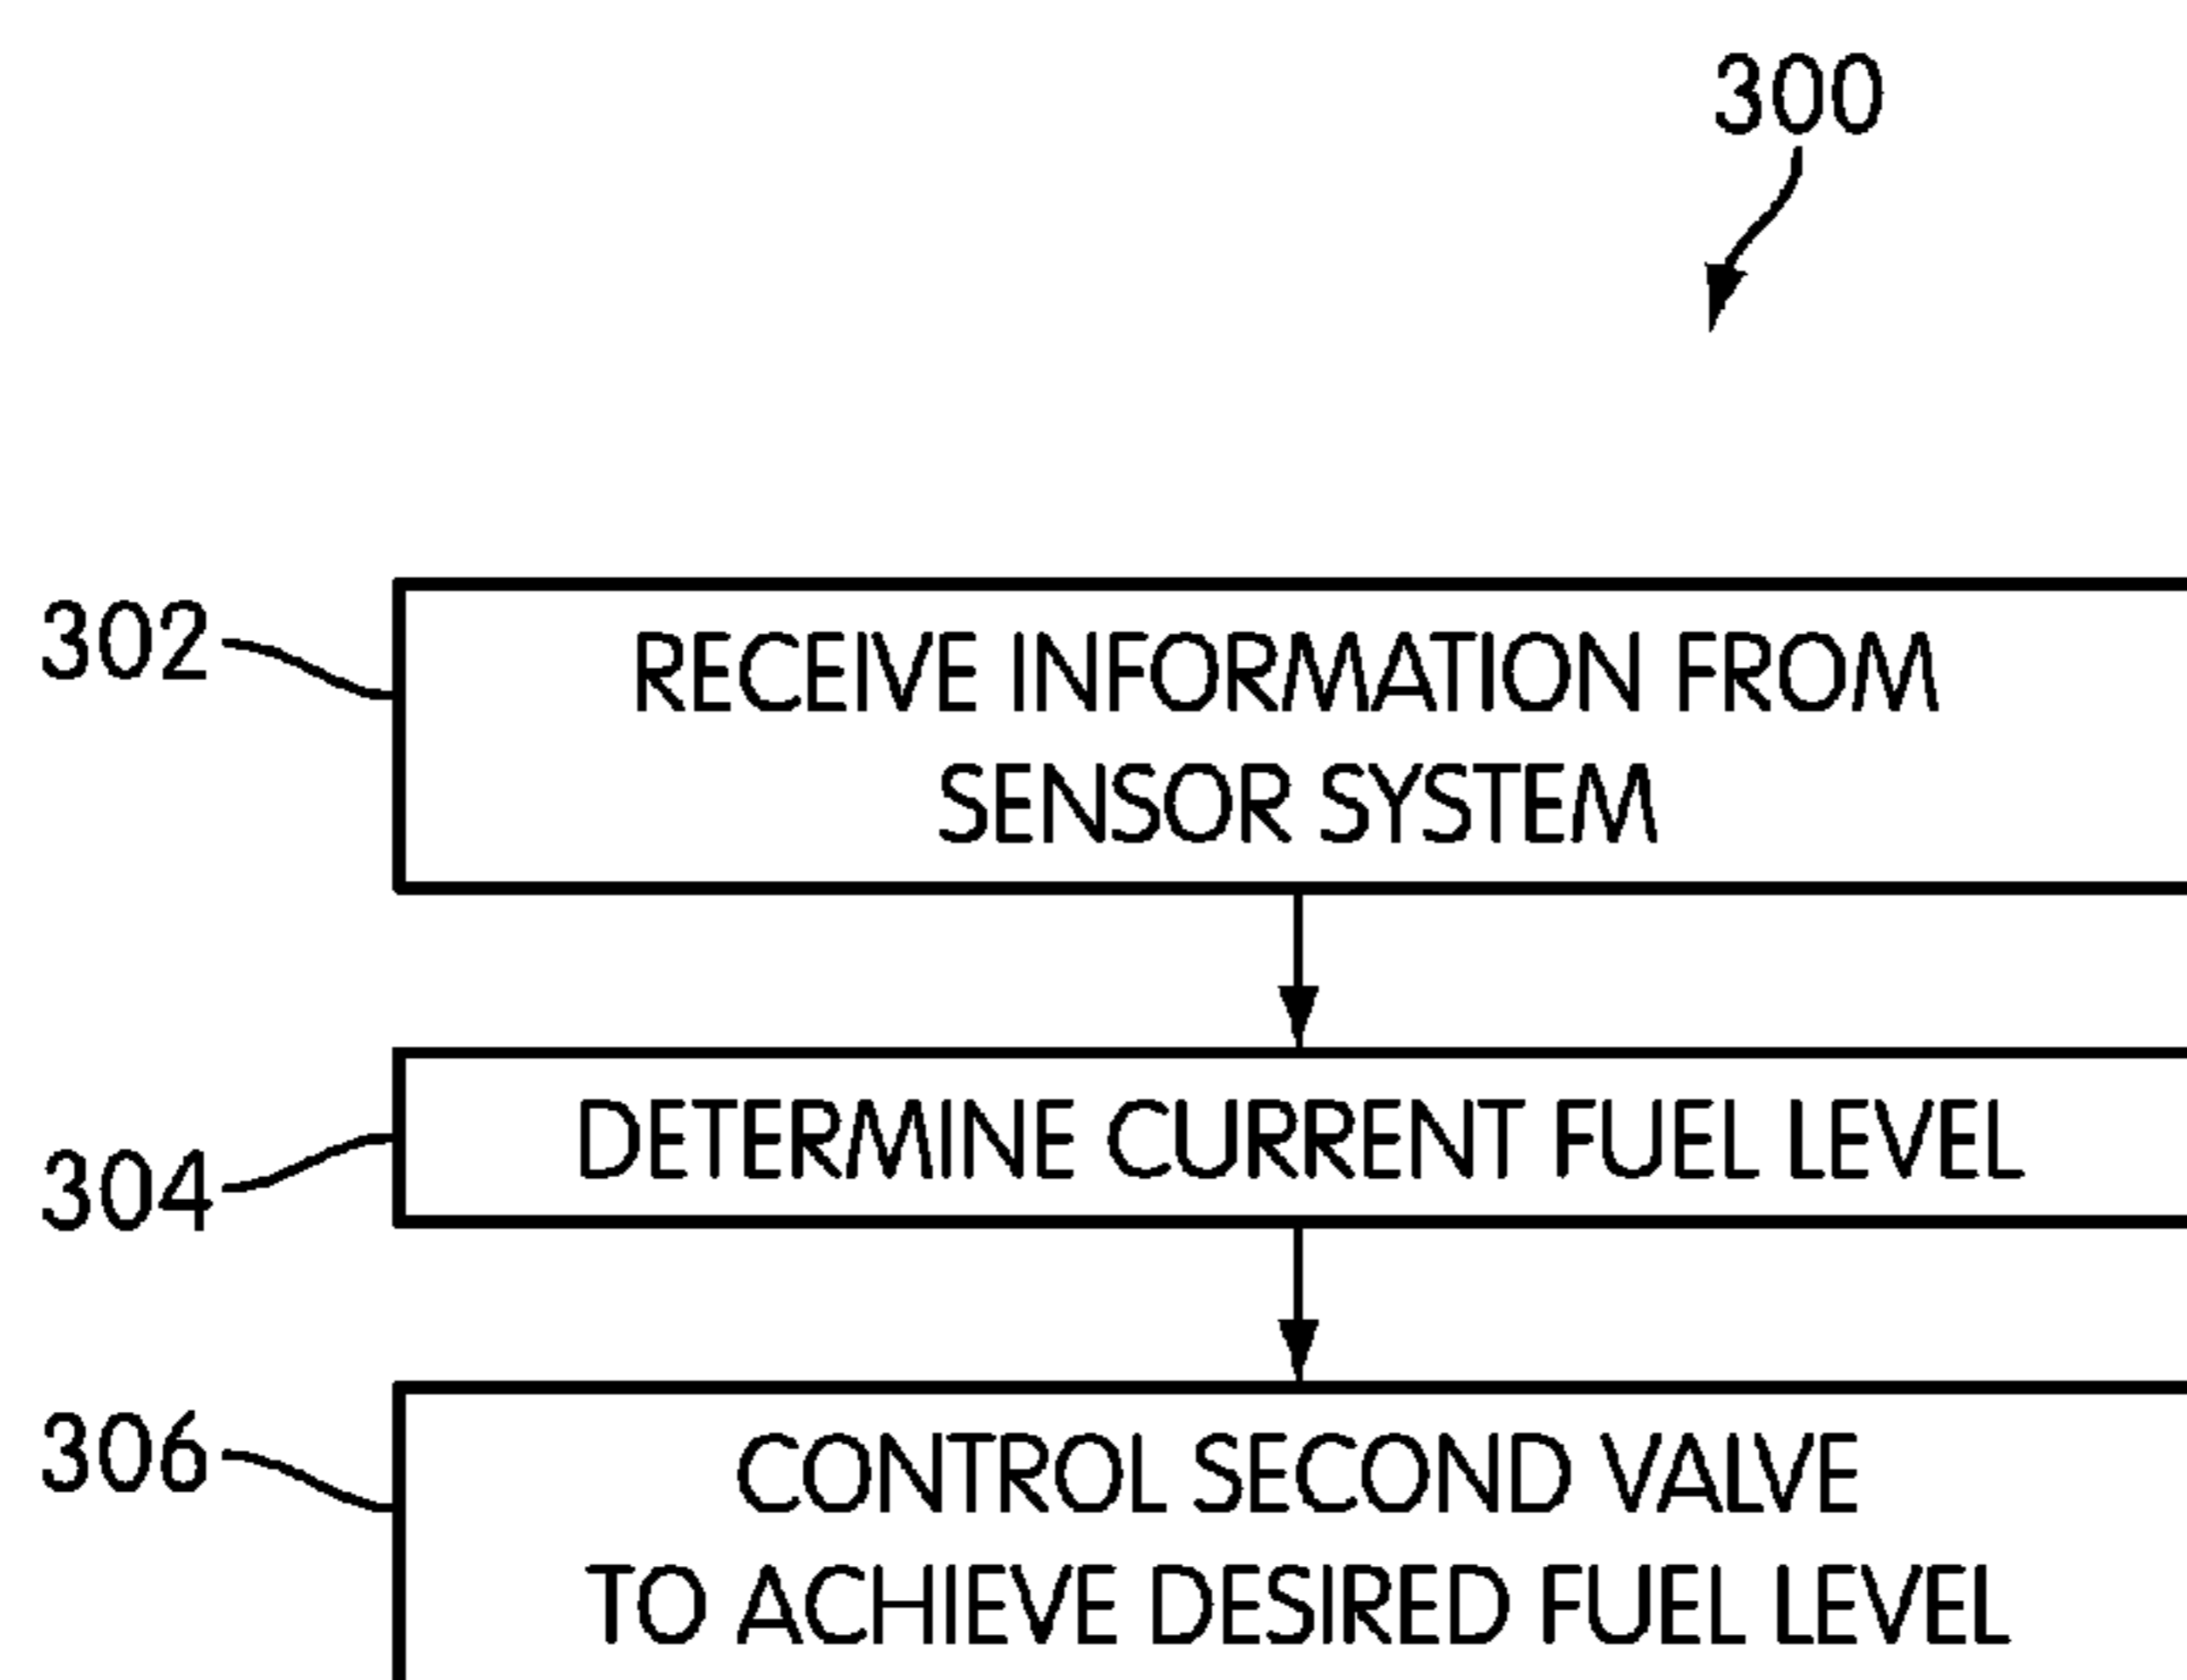 300
302
RECEIVE INFORMATION FROM
SENSOR SYSTEM
304
DETERMINE CURRENT FUEL LEVEL
306
CONTROL SECOND VALVE
TO ACHIEVE DESIRED FUEL LEVEL